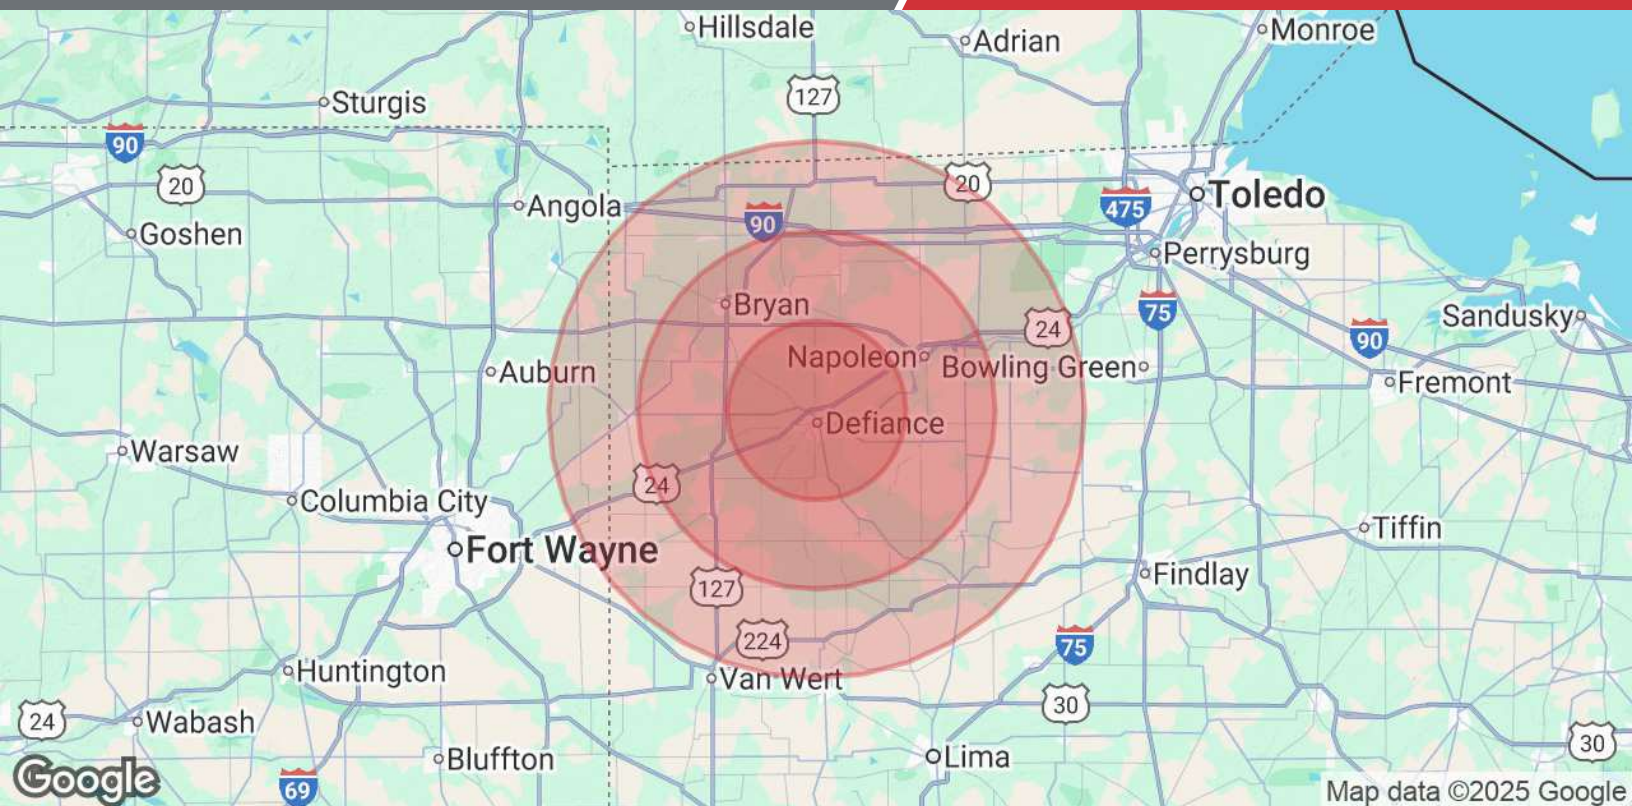 Hillsdale
Adrian
Monroe
127
Sturgis
90
20
20
Toledo
Angola
475
90
Goshen
Perrysburg
Bryan
75
Sandusky
24
90
Napoleon
Bowling Green
Auburn
Fremont
Defiance
Warsaw
24
Columbia City
Tiffin
Fort Wayne
Findlay
127
224
75
Huntington
Van Wert
30
24
Wabash
30
Bluffton
Lima
Google
69
Map data ©2025 Google